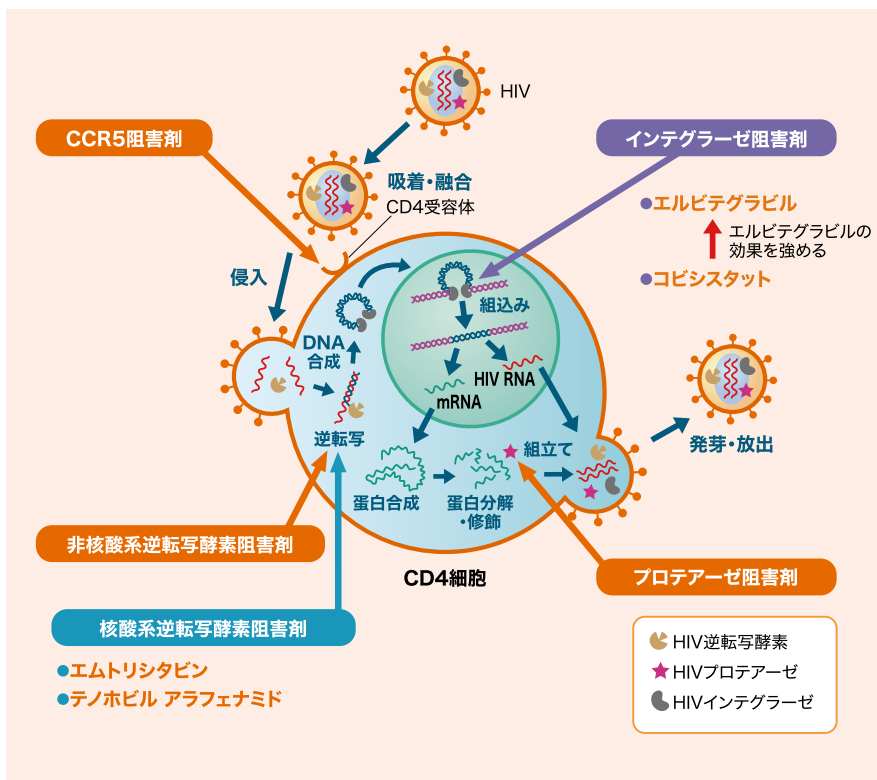 HIV
CCR5阻害剤
インテグラーゼ阻害剤
吸着・融合
CD4受容体
●エルビテグラビル
エルビテグラビルの
効果を強める
●コビシスタット
侵入
組込み
DNA
合成
HIV RNA
mRNA
逆転写
組立て
発芽・放出
蛋白合成
蛋白分解
・修飾
非核酸系逆転写酵素阻害剤
CD4細胞
プロテアーゼ阻害剤
核酸系逆転写酵素阻害剤
●エムトリシタビン
●テノホビル アラフェナミド
HIV逆転写酵素
HIVプロテアーゼ
HIVインテグラーゼ